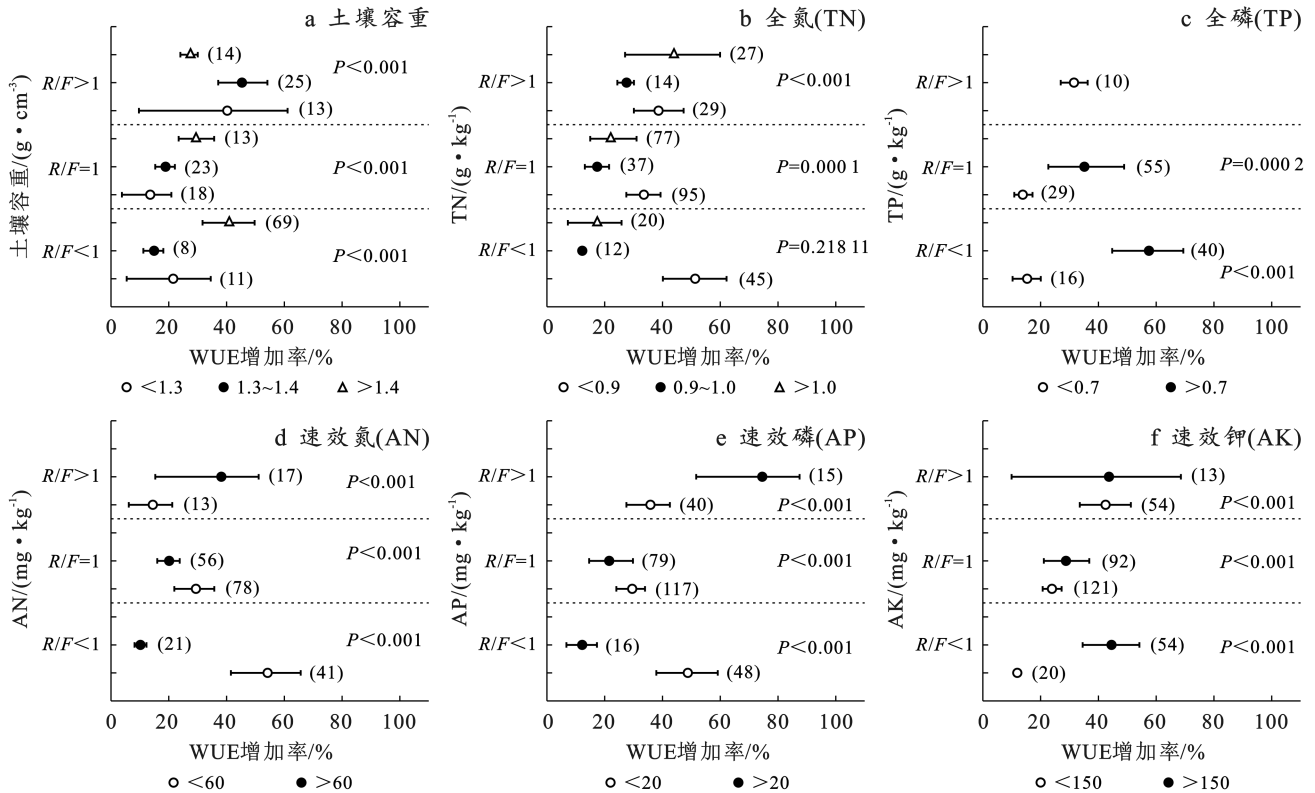 a 土壤容重
土壤容重/(g·cm⁻³)
R/F>1
(14)
P<0.001
(25)
(13)
R/F=1
(13)
(23)
P<0.001
(18)
R/F<1
(69)
(8)
P<0.001
(11)
0 20 40 60 80 100
WUE增加率/%
○ <1.3 ● 1.3~1.4 △ >1.4
b 全氮(TN)
TN/(g·kg⁻¹)
R/F>1
(27)
(14)
P<0.001
(29)
R/F=1
(77)
(37)
P=0.000 1
(95)
R/F<1
(20)
(12)
P=0.218 11
(45)
0 20 40 60 80 100
WUE增加率/%
○ <0.9 ● 0.9~1.0 △ >1.0
c 全磷(TP)
TP/(g·kg⁻¹)
R/F>1
(10)
R/F=1
(55)
P=0.000 2
(29)
R/F<1
(40)
(16)
P<0.001
0 20 40 60 80 100
WUE增加率/%
○ <0.7 ● >0.7
d 速效氮(AN)
AN/(mg·kg⁻¹)
R/F>1
(17)
P<0.001
(13)
R/F=1
(56)
P<0.001
(78)
R/F<1
(21)
P<0.001
(41)
0 20 40 60 80 100
WUE增加率/%
○ <60 ● >60
e 速效磷(AP)
AP/(mg·kg⁻¹)
R/F>1
(15)
(40)
P<0.001
R/F=1
(79)
P<0.001
(117)
R/F<1
(16)
P<0.001
(48)
0 20 40 60 80 100
WUE增加率/%
○ <20 ● >20
f 速效钾(AK)
AK/(mg·kg⁻¹)
R/F>1
(13)
(54)
P<0.001
R/F=1
(92)
P<0.001
(121)
R/F<1
(54)
P<0.001
(20)
0 20 40 60 80 100
WUE增加率/%
○ <150 ● >150